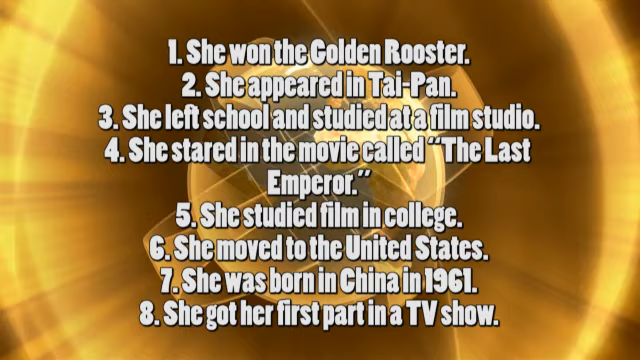 1. She won the Golden Rooster.
2. She appeared in Tai-Pan.
3. She left school and studied at a film studio.
4. She stared in the movie called "The Last
Emperor."
5. She studied film in college.
6. She moved to the United States.
7. She was born in China in 1961.
8. She got her first part in a TV show.